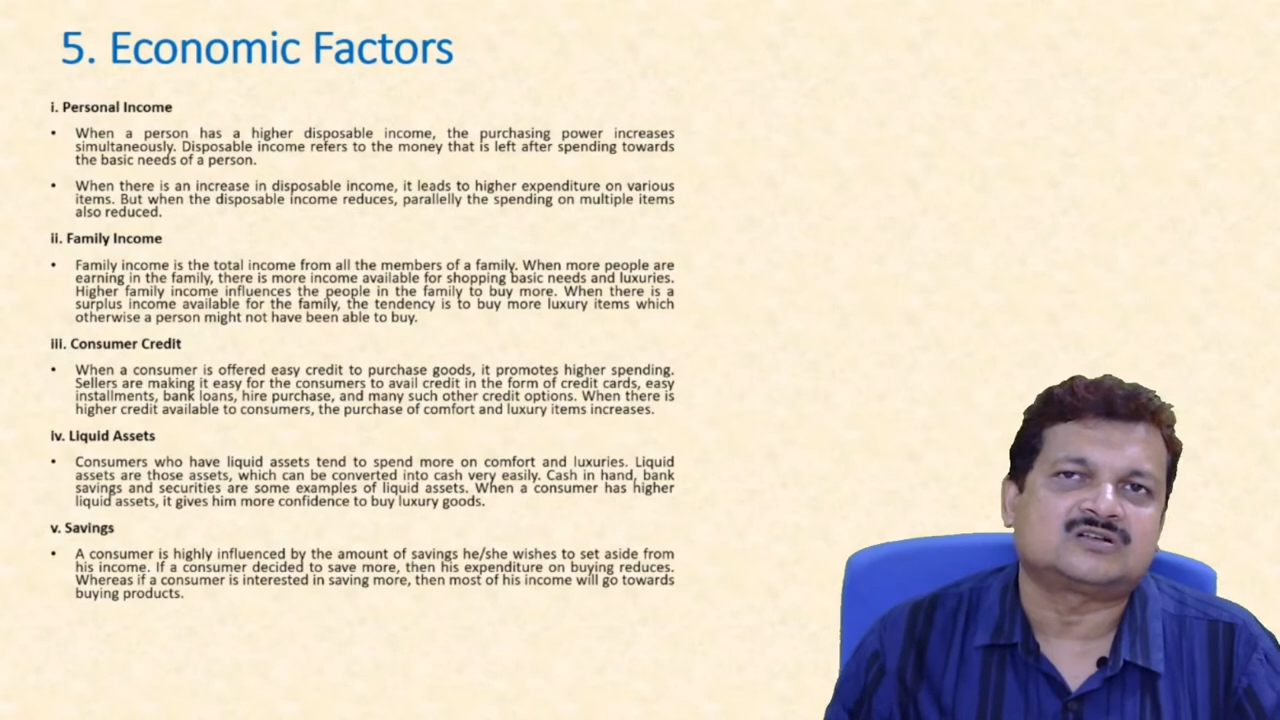 5. Economic Factors
i. Personal Income
• When a person has a higher disposable income, the purchasing power increases
simultaneously. Disposable income refers to the money that is left after spending towards
the basic needs of a person.
• When there is an increase in disposable income, it leads to higher expenditure on various
items. But when the disposable income reduces, parallelly the spending on multiple items
also reduced.
ii. Family Income
• Family income is the total income from all the members of a family. When more people are
earning in the family, there is more income available for shopping basic needs and luxuries.
Higher family income influences the people in the family to buy more. When there is a
surplus income available for the family, the tendency is to buy more luxury items which
otherwise a person might not have been able to buy.
iii. Consumer Credit
• When a consumer is offered easy credit to purchase goods, it promotes higher spending.
Sellers are making it easy for the consumers to avail credit in the form of credit cards, easy
installments, bank loans, hire purchase, and many such other credit options. When there is
higher credit available to consumers, the purchase of comfort and luxury items increases.
iv. Liquid Assets
• Consumers who have liquid assets tend to spend more on comfort and luxuries. Liquid
assets are those assets, which can be converted into cash very easily. Cash in hand, bank
savings and securities are some examples of liquid assets. When a consumer has higher
liquid assets, it gives him more confidence to buy luxury goods.
v. Savings
• A consumer is highly influenced by the amount of savings he/she wishes to set aside from
his income. If a consumer decided to save more, then his expenditure on buying reduces.
Whereas if a consumer is interested in saving more, then most of his income will go towards
buying products.